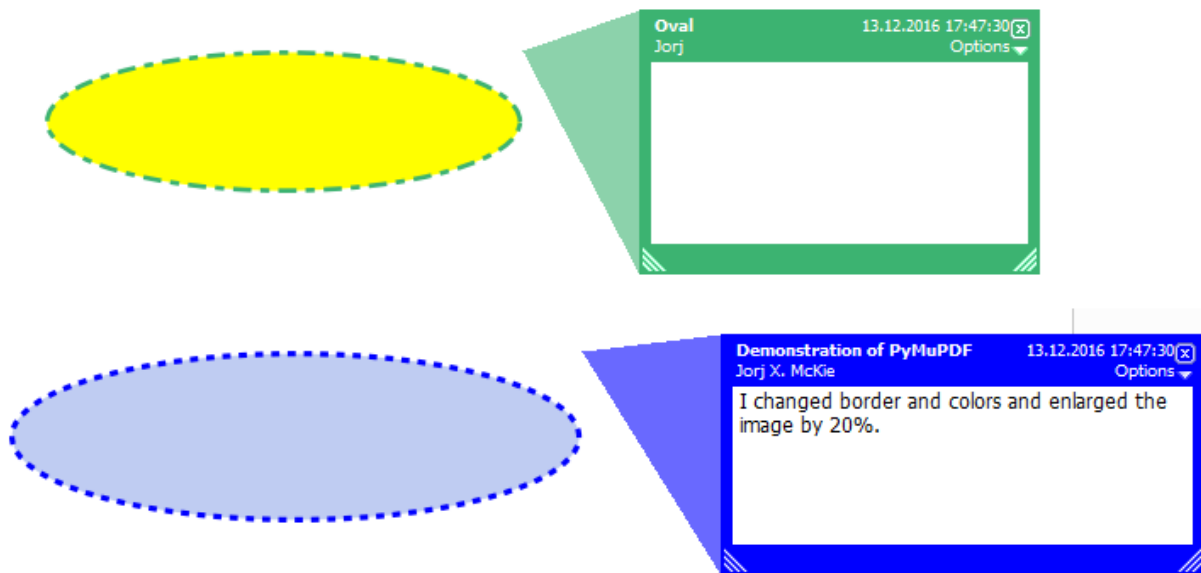 Oval 13.12.2016 17:47:30
Jorj Options
Demonstration of PyMuPDF 13.12.2016 17:47:30
Jorj X. McKie Options
I changed border and colors and enlarged the
image by 20%.